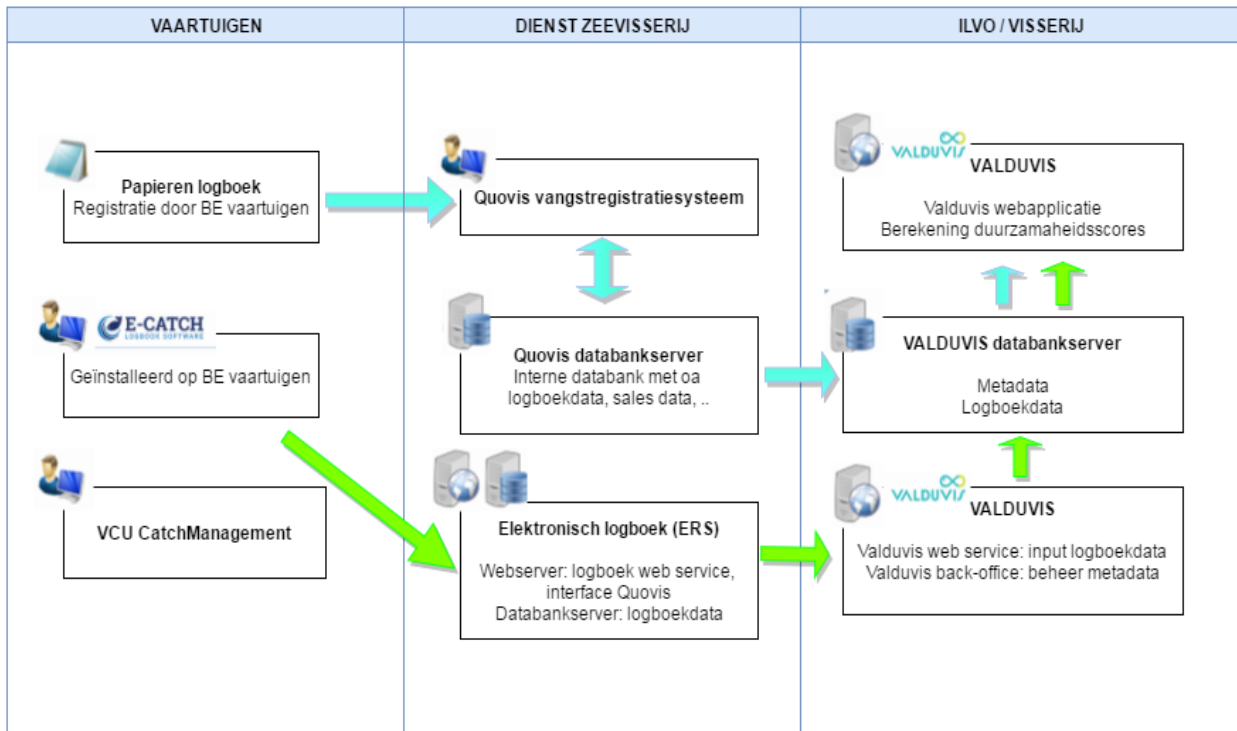 VAARTUIGEN
DIENST ZEEVISSERIJ
ILVO / VISSERIJ
Papieren logboek
Registratie door BE vaartuigen
E-CATCH
LOGBOOK SOFTWARE
Geïnstalleerd op BE vaartuigen
VCU CatchManagement
Quovis vangstregistratiesysteem
Quovis databankserver
Interne databank met oa
logboekdata, sales data, ..
Elektronisch logboek (ERS)
Webserver: logboek web service,
interface Quovis
Databankserver: logboekdata
VALDUVIS
VALDUVIS
Valduvis webapplicatie
Berekening duurzamaheidsscores
VALDUVIS databankserver
Metadata
Logboekdata
VALDUVIS
VALDUVIS
Valduvis web service: input logboekdata
Valduvis back-office: beheer metadata